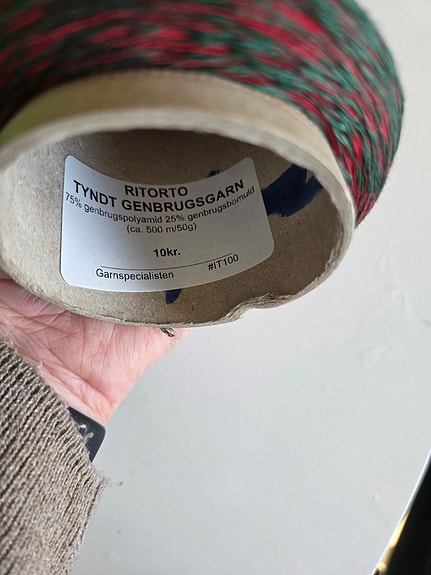 RITORTO
TYNDT GENBRUGSGARN
75% genbrugspolyamid 25% genbrugsbomuld
(ca. 500 m/50g)
10kr.
Garnspecialisten #IT100